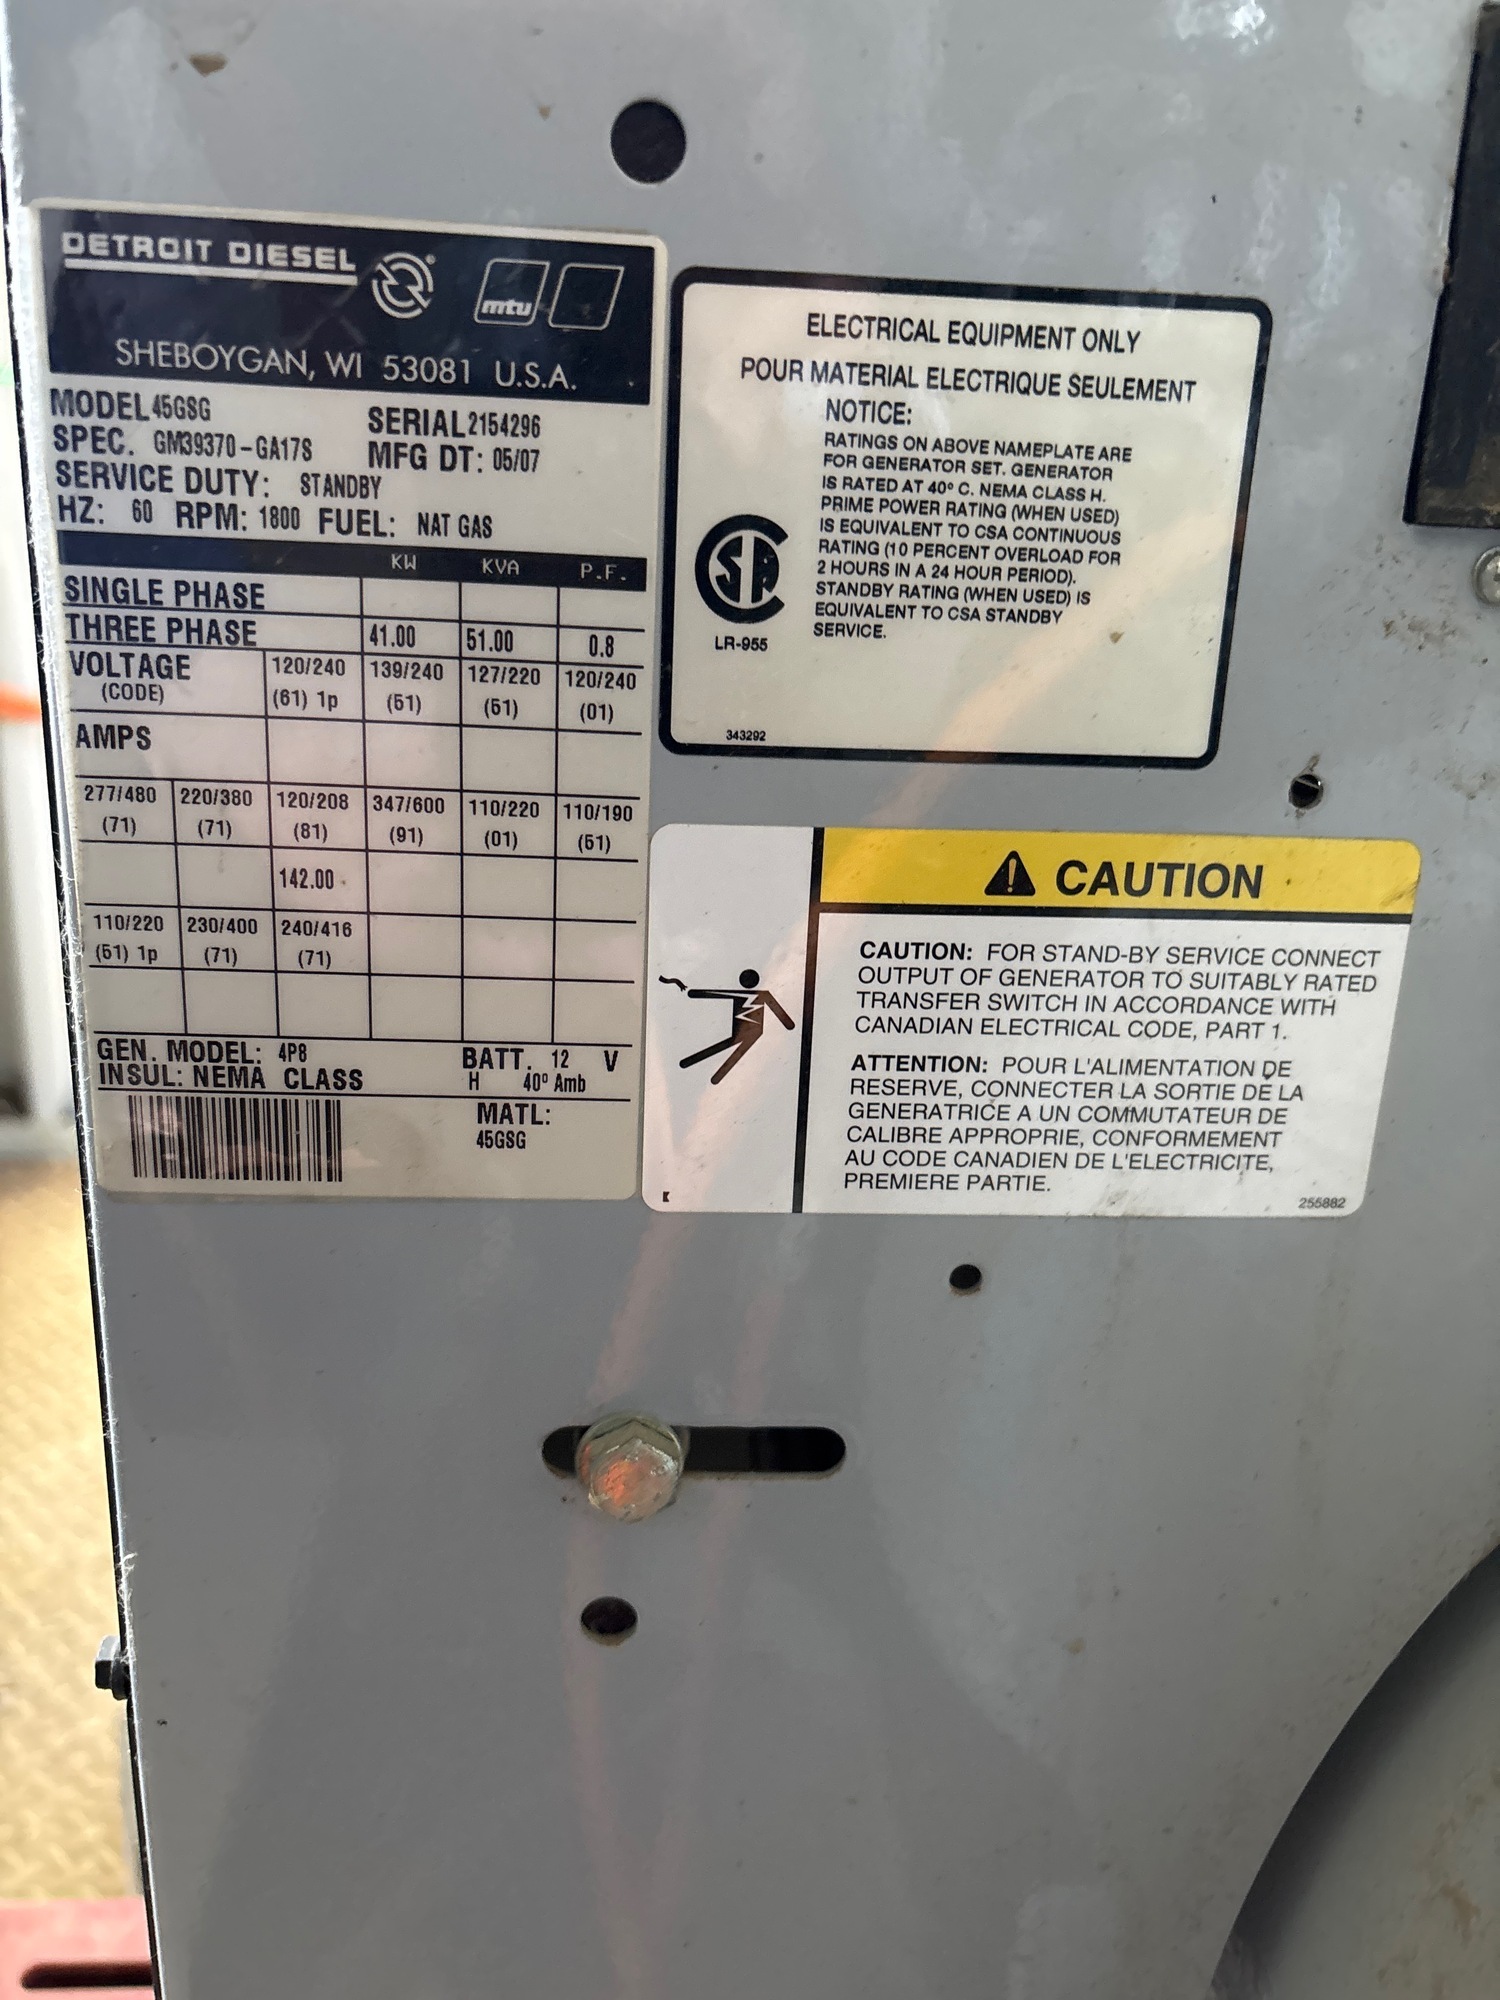 DETROIT DIESEL
mtu
SHEBOYGAN, WI 53081 U.S.A.
MODEL 45GSG SERIAL 2154296
SPEC. GM39370-GA17S MFG DT: 05/07
SERVICE DUTY: STANDBY
HZ: 60 RPM: 1800 FUEL: NAT GAS
KW KVA P.F.
SINGLE PHASE
THREE PHASE 41.00 51.00 0.8
VOLTAGE 120/240 139/240 127/220 120/240
(CODE) (61) 1p (51) (61) (01)
AMPS
277/480 220/380 120/208 347/600 110/220 110/190
(71) (71) (81) (91) (01) (61)
142.00
110/220 230/400 240/416
(61) 1p (71) (71)
GEN. MODEL: 4P8 BATT. 12 V
INSUL: NEMA CLASS H 40° Amb
MATL:
45GSG
ELECTRICAL EQUIPMENT ONLY
POUR MATERIAL ELECTRIQUE SEULEMENT
NOTICE:
RATINGS ON ABOVE NAMEPLATE ARE
FOR GENERATOR SET. GENERATOR
IS RATED AT 40° C. NEMA CLASS H.
PRIME POWER RATING (WHEN USED)
IS EQUIVALENT TO CSA CONTINUOUS
RATING (10 PERCENT OVERLOAD FOR
2 HOURS IN A 24 HOUR PERIOD).
STANDBY RATING (WHEN USED) IS
EQUIVALENT TO CSA STANDBY
SERVICE.
SA
LR-955
343292
CAUTION
CAUTION: FOR STAND-BY SERVICE CONNECT
OUTPUT OF GENERATOR TO SUITABLY RATED
TRANSFER SWITCH IN ACCORDANCE WITH
CANADIAN ELECTRICAL CODE, PART 1.
ATTENTION: POUR L'ALIMENTATION DE
RESERVE, CONNECTER LA SORTIE DE LA
GENERATRICE A UN COMMUTATEUR DE
CALIBRE APPROPRIE, CONFORMEMENT
AU CODE CANADIEN DE L'ELECTRICITE,
PREMIERE PARTIE.
K
255882